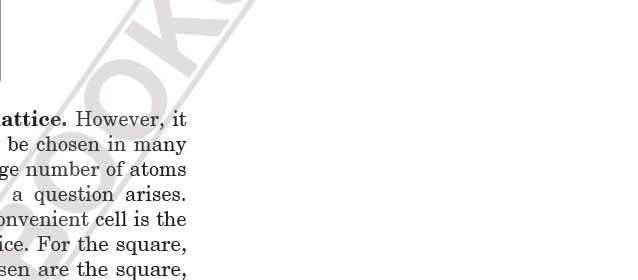 attice. However, it
be chosen in many
ge number of atoms
a question arises.
onvenient cell is the
ice. For the square,
sen are the square,
BOOK